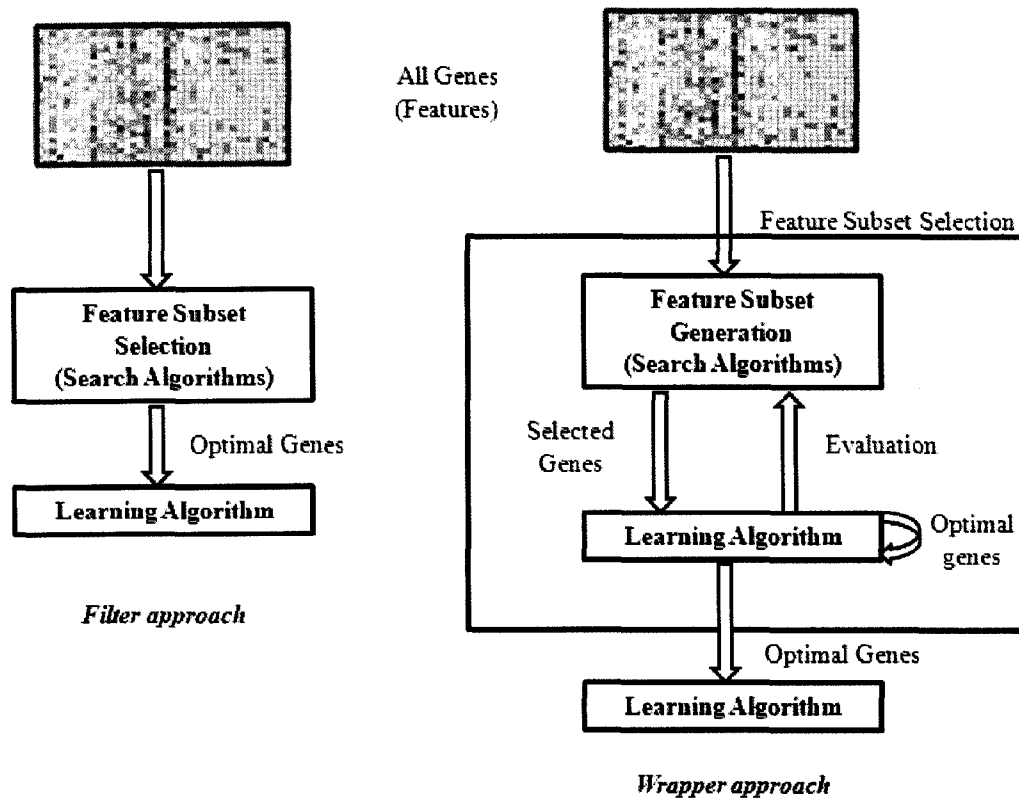 All Genes
(Features)
Feature Subset
Selection
(Search Algorithms)
Optimal Genes
Learning Algorithm
Filter approach
Feature Subset Selection
Feature Subset
Generation
(Search Algorithms)
Selected
Genes
Evaluation
Learning Algorithm
Optimal
genes
Optimal Genes
Learning Algorithm
Wrapper approach